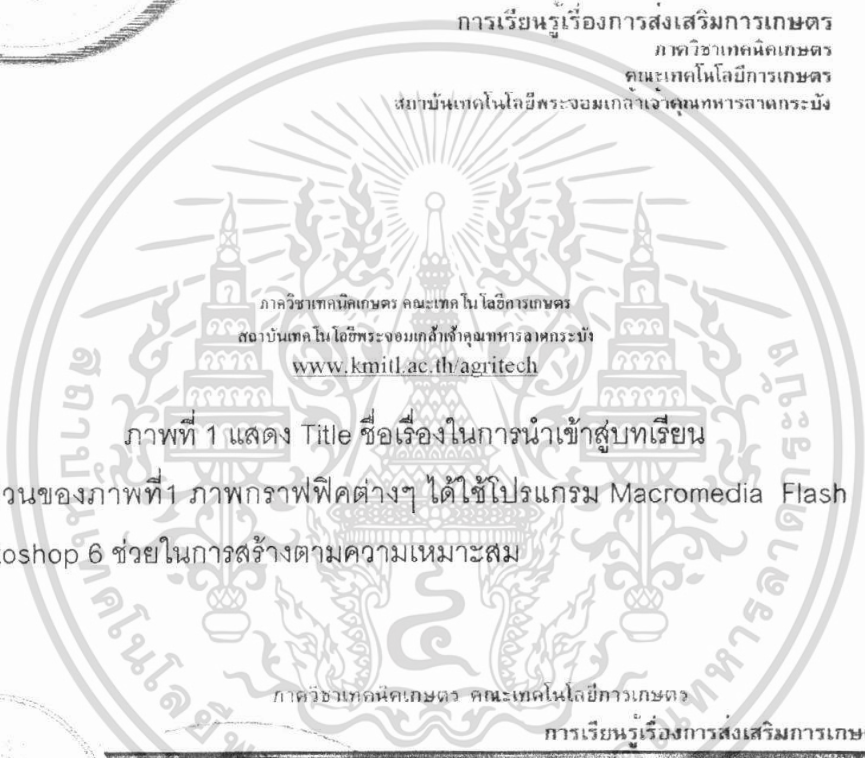 การเรียนรู้เรื่องการส่งเสริมการเกษตร
ภาควิชาเทคนิคเกษตร
คณะเทคโนโลยีการเกษตร
สถาบันเทคโนโลยีพระจอมเกล้าเจ้าคุณทหารลาดกระบัง
ภาควิชาเทคนิคเกษตร คณะเทคโนโลยีการเกษตร
สถาบันเทคโนโลยีพระจอมเกล้าเจ้าคุณทหารลาดกระบัง
www.kmitl.ac.th/agritech
ภาพที่ 1 แสดง Title ชื่อเรื่องในการนำเข้าสู่บทเรียน
วนของภาพที่1 ภาพกราฟฟิคต่างๆ ได้ใช้โปรแกรม Macromedia Flash
toshop 6 ช่วยในการสร้างตามความเหมาะสม
ภาควิชาเทคนิคเกษตร คณะเทคโนโลยีการเกษตร
การเรียนรู้เรื่องการส่งเสริมการเกษ